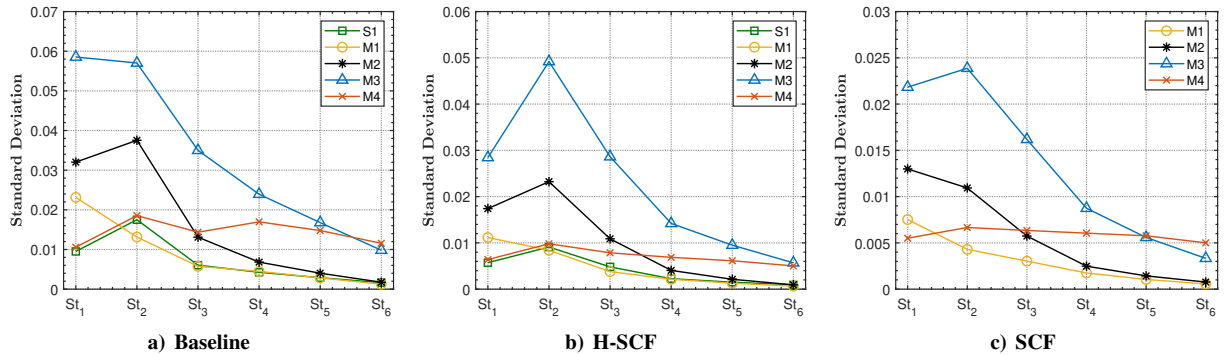 0.07
0.06
0.05
0.04
0.03
0.02
0.01
0
Standard Deviation
S1
M1
M2
M3
M4
St1 St2 St3 St4 St5 St6
a) Baseline
0.06
0.05
0.04
0.03
0.02
0.01
0
Standard Deviation
S1
M1
M2
M3
M4
St1 St2 St3 St4 St5 St6
b) H-SCF
0.03
0.025
0.02
0.015
0.01
0.005
0
Standard Deviation
M1
M2
M3
M4
St1 St2 St3 St4 St5 St6
c) SCF